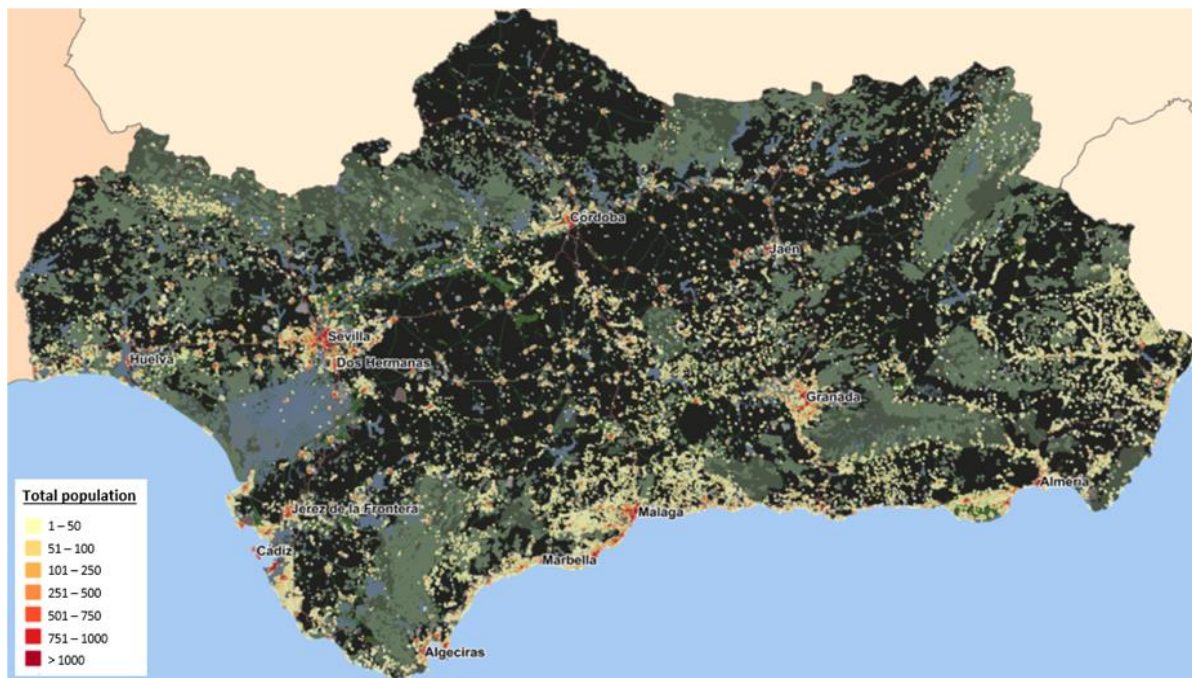 Cordoba
Jaen
Sevilla
Huelva
Dos Hermanas
Granada
Almeria
Total population
1 – 50
51 – 100
101 – 250
251 – 500
501 – 750
751 – 1000
> 1000
Jerez de la Frontera
Malaga
Cadiz
Marbella
Algeciras